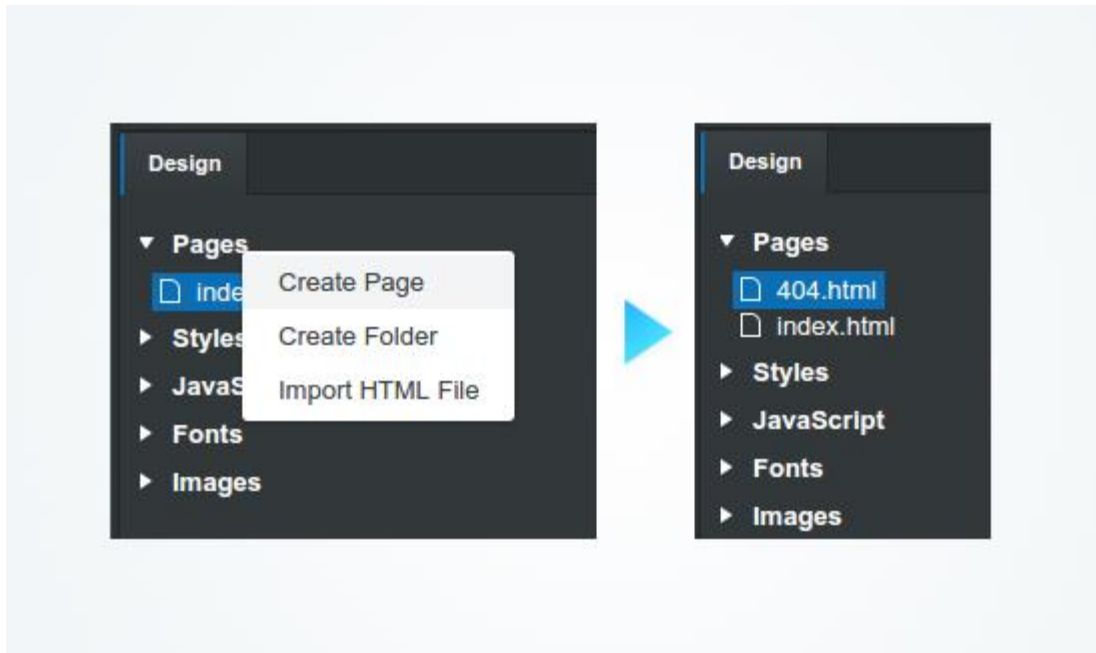 Design
Pages
inde
Create Page
Create Folder
Import HTML File
Styles
JavaS
Fonts
Images
Design
Pages
404.html
index.html
Styles
JavaScript
Fonts
Images